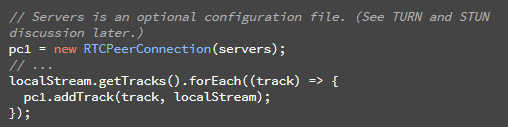 // Servers is an optional configuration file. (See TURN and STUN
discussion later.)
pc1 = new RTCPeerConnection(servers);
// ...
localStream.getTracks().forEach((track) => {
  pc1.addTrack(track, localStream);
});